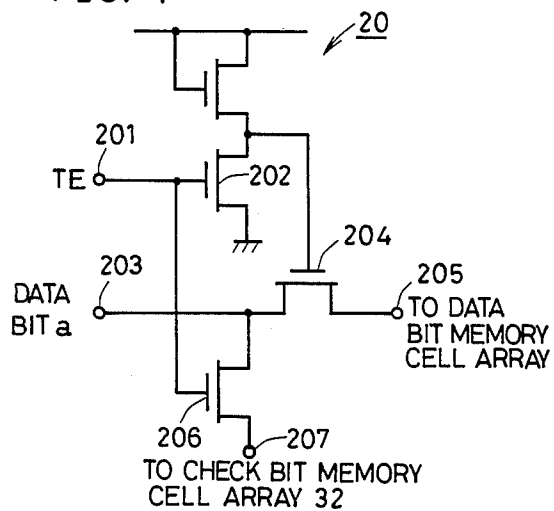 20
201
TE
202
204
203
205
DATA
BIT a
TO DATA
BIT MEMORY
CELL ARRAY
206
207
TO CHECK BIT MEMORY
CELL ARRAY 32